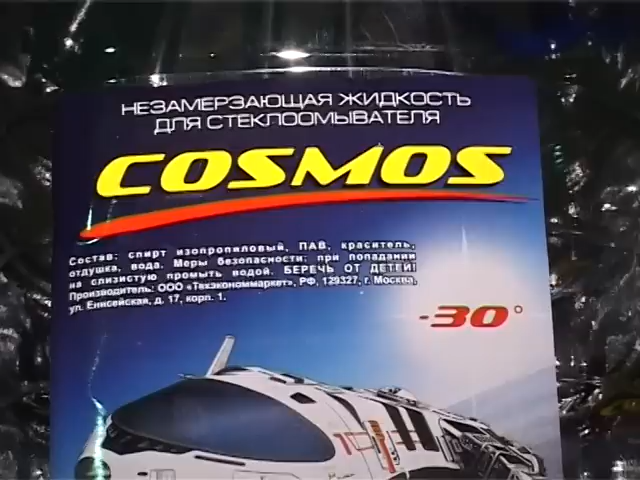 НЕЗАМЕРЗАЮЩАЯ ЖИДКОСТЬ
ДЛЯ СТЕКЛООМЫВАТЕЛЯ
COSMOS
Состав: спирт изопропиловый, ПАВ, краситель,
отдушка, вода. Меры безопасности: при попадании
на слизистую промыть водой. БЕРЕЧЬ ОТ ДЕТЕЙ!
Производитель: ООО «Техэкономмаркет», РФ, 129327, г. Москва,
ул. Енисейская, д. 17, корп. 1.
-30°